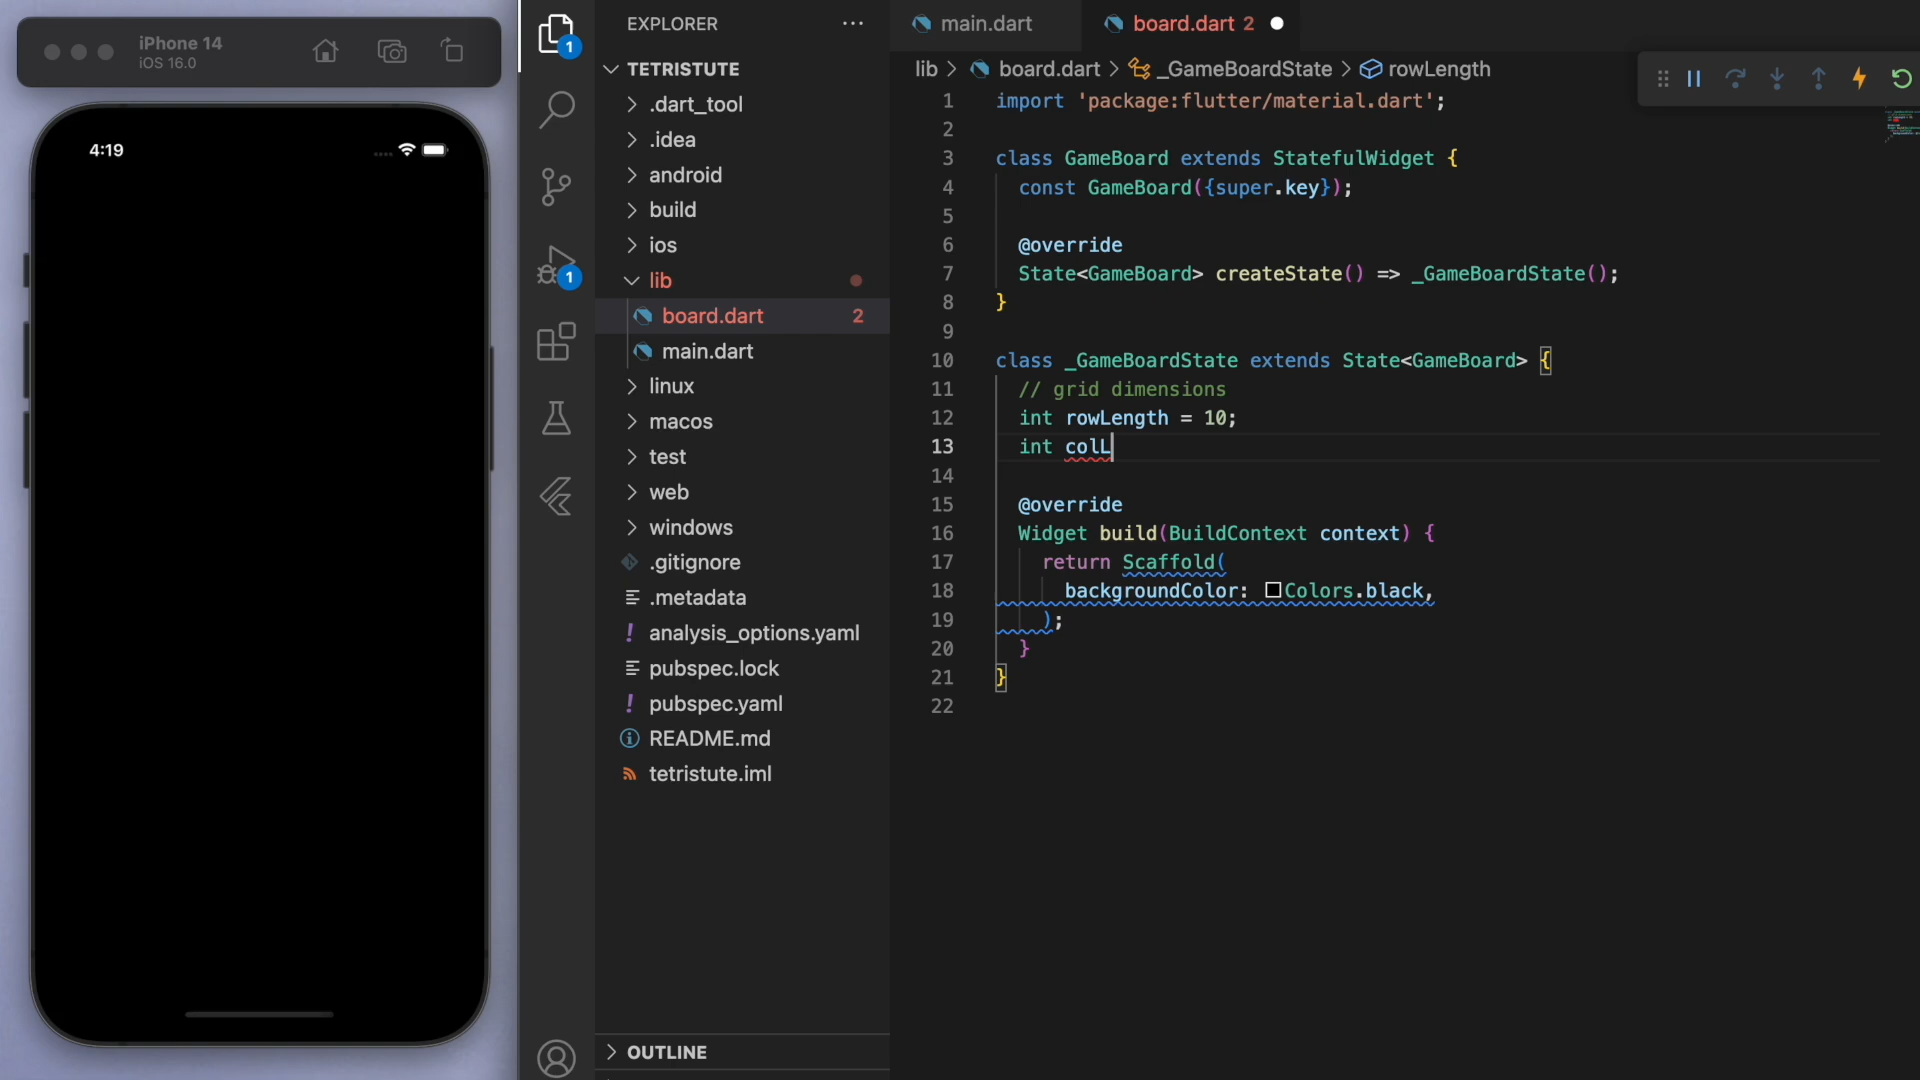 iPhone 14
iOS 16.0
4:19
1
1
EXPLORER
TETRISTUTE
.dart_tool
.idea
android
build
ios
lib
board.dart 2
main.dart
linux
macos
test
web
windows
.gitignore
.metadata
analysis_options.yaml
pubspec.lock
pubspec.yaml
README.md
tetristute.iml
OUTLINE
main.dart
board.dart 2
lib > board.dart > _GameBoardState > rowLength
1 import 'package:flutter/material.dart';
2
3 class GameBoard extends StatefulWidget {
4 const GameBoard({super.key});
5
6 @override
7 State<GameBoard> createState() => _GameBoardState();
8 }
9
10 class _GameBoardState extends State<GameBoard> {
11 // grid dimensions
12 int rowLength = 10;
13 int colL
14
15 @override
16 Widget build(BuildContext context) {
17 return Scaffold(
18 backgroundColor: Colors.black,
19 );
20 }
21 }
22